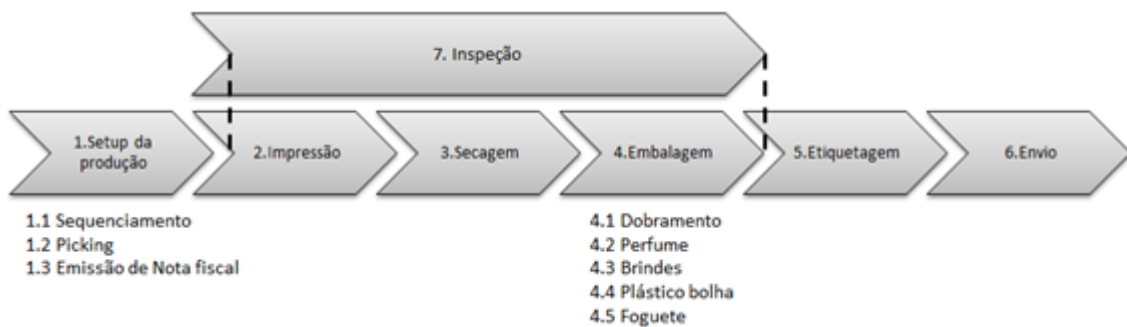 7. Inspeção
1.Setup da
produção
2.Impressão
3.Secagem
4.Embalagem
5.Etiquetagem
6.Envio
1.1 Sequenciamento
1.2 Picking
1.3 Emissão de Nota fiscal
4.1 Dobramento
4.2 Perfume
4.3 Brindes
4.4 Plástico bolha
4.5 Foguete